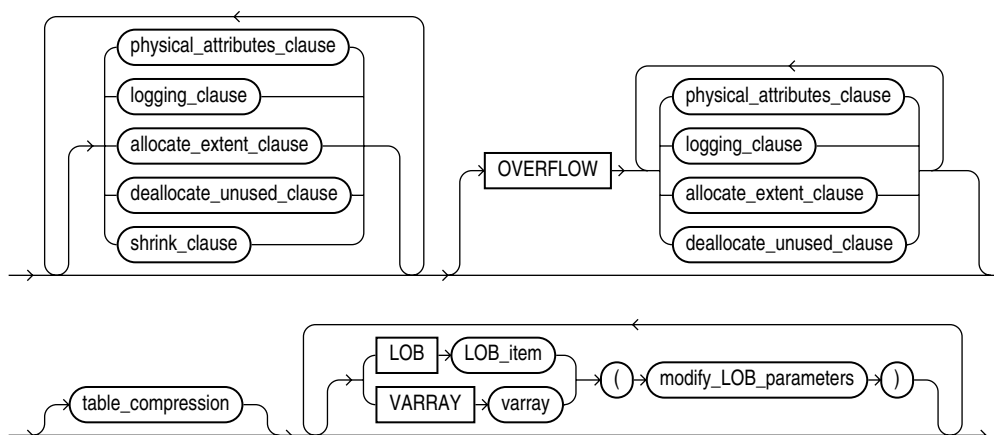 physical_attributes_clause
logging_clause
allocate_extent_clause
deallocate_unused_clause
shrink_clause
OVERFLOW
physical_attributes_clause
logging_clause
allocate_extent_clause
deallocate_unused_clause
table_compression
LOB LOB_item
VARRAY varray
( modify_LOB_parameters )